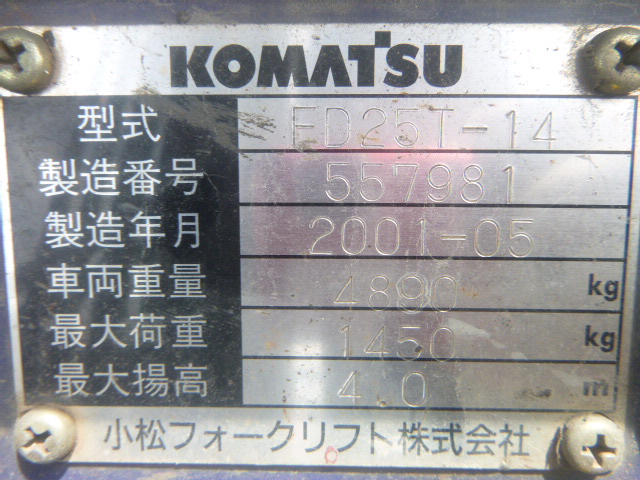 KOMATSU
型式 FD25T-14
製造番号 557981
製造年月 2001-05
車両重量 4890 kg
最大荷重 1450 kg
最大揚高 4.0 m
小松フォークリフト株式会社